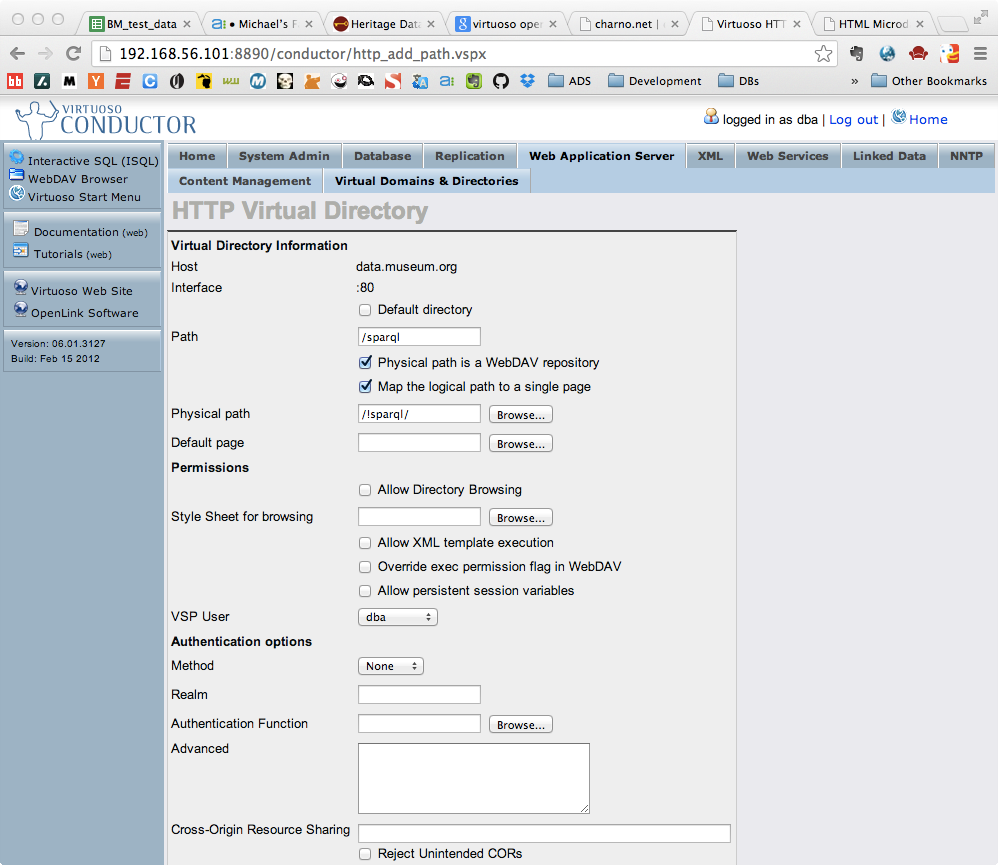 BM_test_data
a: • Michael's F
Heritage Dat
virtuoso ope
charno.net |
Virtuoso HTT
HTML Microd
192.168.56.101:8890/conductor/http_add_path.vspx
ADS
Development
DBs
»
Other Bookmarks
VIRTUOSO
CONDUCTOR
logged in as dba | Log out | Home
Interactive SQL (ISQL)
WebDAV Browser
Virtuoso Start Menu
Documentation (web)
Tutorials (web)
Virtuoso Web Site
OpenLink Software
Version: 06.01.3127
Build: Feb 15 2012
Home System Admin Database Replication Web Application Server XML Web Services Linked Data NNTP
Content Management Virtual Domains & Directories
HTTP Virtual Directory
Virtual Directory Information
Host data.museum.org
Interface :80
Default directory
Path /sparql
Physical path is a WebDAV repository
Map the logical path to a single page
Physical path /!sparql/ Browse...
Default page Browse...
Permissions
Allow Directory Browsing
Style Sheet for browsing Browse...
Allow XML template execution
Override exec permission flag in WebDAV
Allow persistent session variables
VSP User dba
Authentication options
Method None
Realm
Authentication Function Browse...
Advanced
Cross-Origin Resource Sharing
Reject Unintended CORs